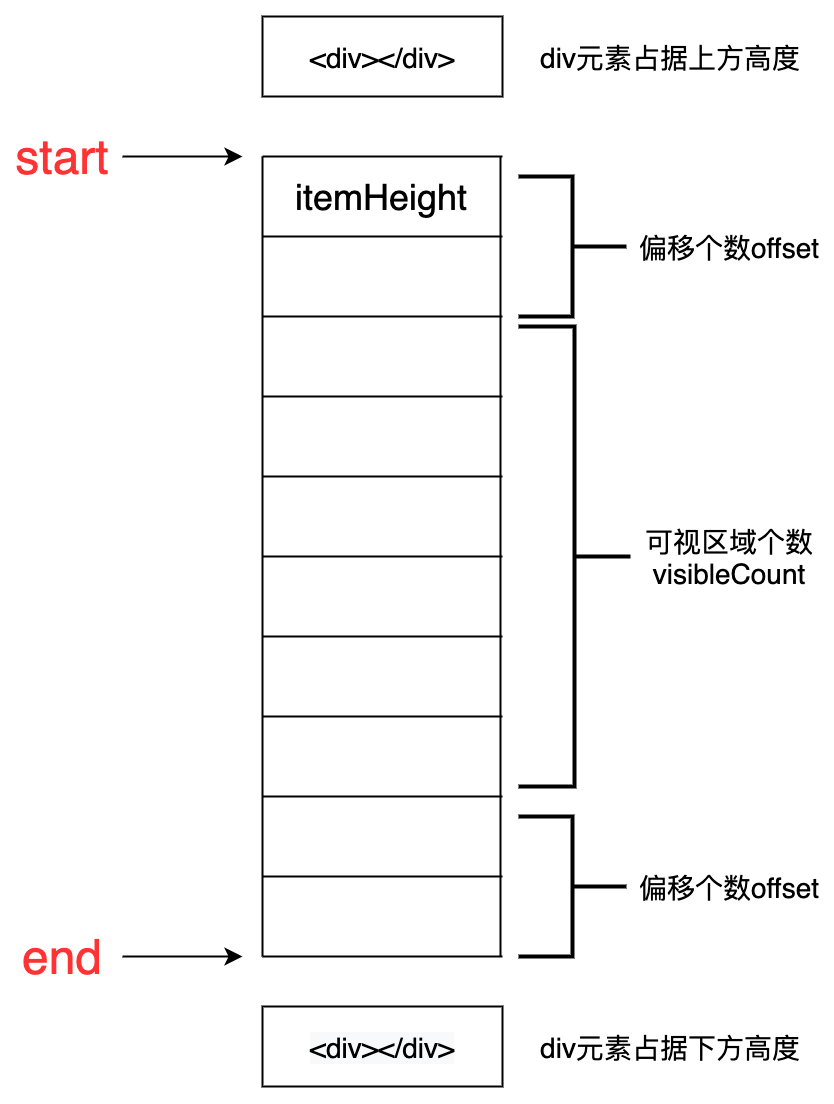 <div></div> div元素占据上方高度
start
itemHeight
偏移个数offset
可视区域个数
visibleCount
偏移个数offset
end
<div></div> div元素占据下方高度